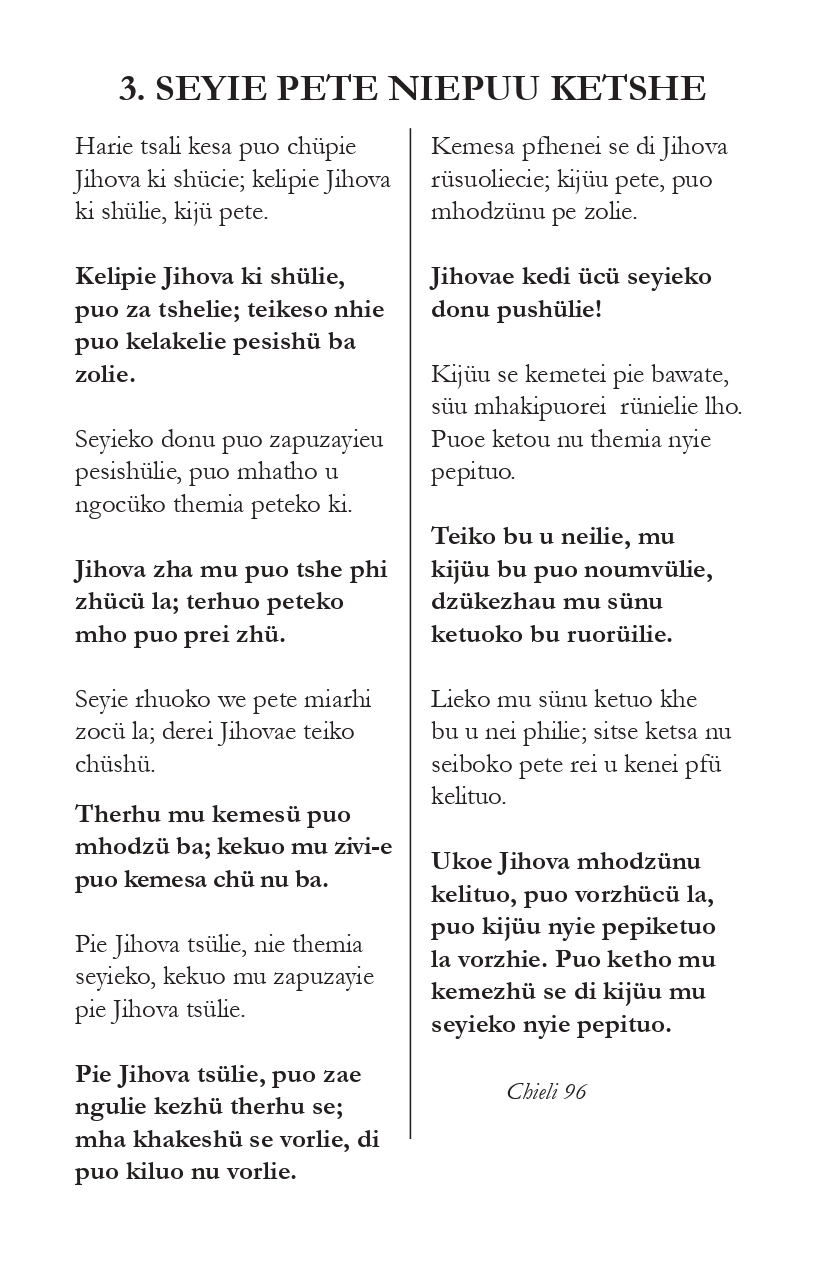 3. SEYIE PETE NIEPUU KETSHE
Harie tsali kesa puo chüpie
Jihova ki shücie; kelipie Jihova
ki shülie, kijü pete.
Kelipie Jihova ki shülie,
puo za tshelie; teikeso nhie
puo kelakelie pesishü ba
zolie.
Seyieko donu puo zapuzayieu
pesishülie, puo mhatho u
ngocüko themia peteko ki.
Jihova zha mu puo tshe phi
zhücü la; terhuo peteko
mho puo prei zhü.
Seyie rhuoko we pete miarhi
zocü la; derei Jihovae teiko
chüshü.
Therhu mu kemesü puo
mhodzü ba; kekuo mu zivi-e
puo kemesa chü nu ba.
Pie Jihova tsülie, nie themia
seyieko, kekuo mu zapuzayie
pie Jihova tsülie.
Pie Jihova tsülie, puo zae
ngulie kezhü therhu se;
mha khakeshü se vorlie, di
puo kiluo nu vorlie.
Kemesa pfhenei se di Jihova
rüsuoliecie; kijüu pete, puo
mhodzünu pe zolie.
Jihovae kedi ücü seyieko
donu pushülie!
Kijüu se kemetei pie bawate,
süu mhakipuorei rünielie lho.
Puoe ketou nu themia nyie
pepituo.
Teiko bu u neilie, mu
kijüu bu puo noumvülie,
dzükezhau mu sünu
ketuoko bu ruorüilie.
Lieko mu sünu ketuo khe
bu u nei philie; sitse ketsa nu
seiboko pete rei u kenei pfü
kelituo.
Ukoe Jihova mhodzünu
kelituo, puo vorzhücü la,
puo kijüu nyie pepiketuo
la vorzhie. Puo ketho mu
kemezhü se di kijüu mu
seyieko nyie pepituo.
Chieli 96